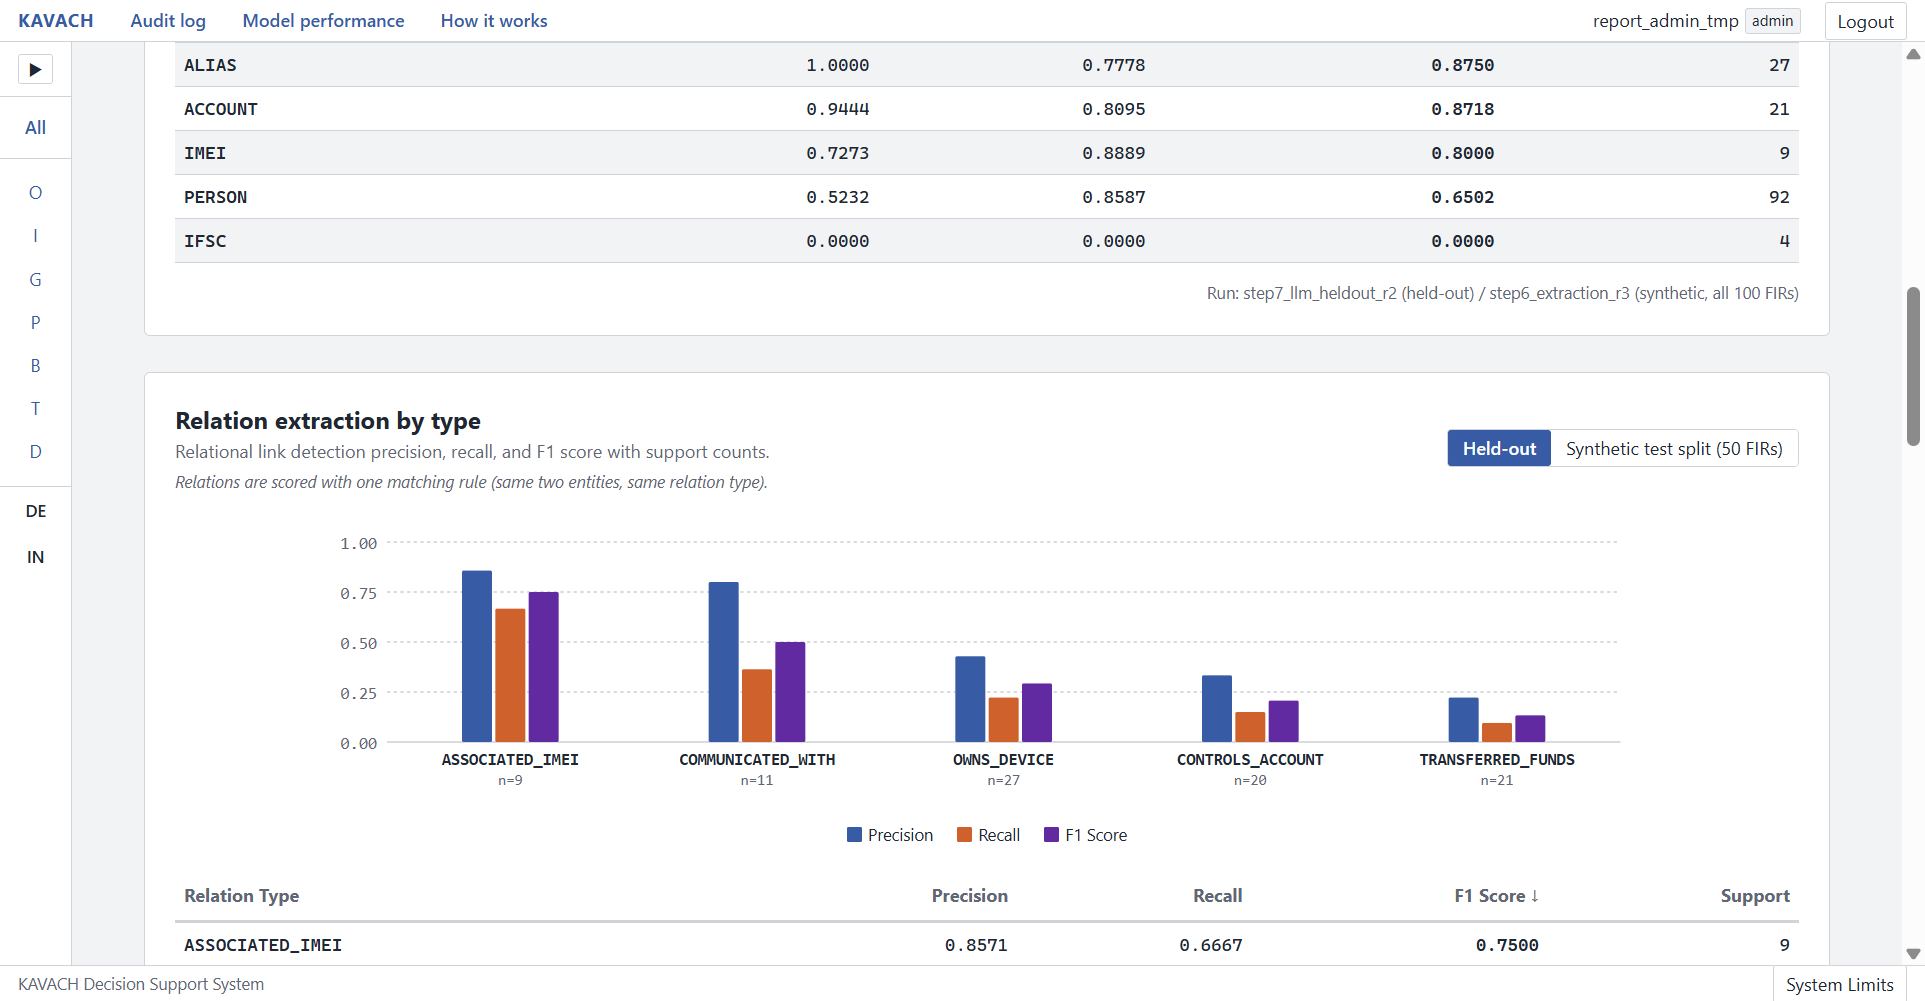 KAVACH Audit log Model performance How it works report_admin_tmp admin Logout
▶
All
O
I
G
P
B
T
D
DE
IN
ALIAS 1.0000 0.7778 0.8750 27
ACCOUNT 0.9444 0.8095 0.8718 21
IMEI 0.7273 0.8889 0.8000 9
PERSON 0.5232 0.8587 0.6502 92
IFSC 0.0000 0.0000 0.0000 4
Run: step7_llm_heldout_r2 (held-out) / step6_extraction_r3 (synthetic, all 100 FIRs)
Relation extraction by type
Relational link detection precision, recall, and F1 score with support counts.
Relations are scored with one matching rule (same two entities, same relation type).
Held-out Synthetic test split (50 FIRs)
1.00
0.75
0.50
0.25
0.00
ASSOCIATED_IMEI COMMUNICATED_WITH OWNS_DEVICE CONTROLS_ACCOUNT TRANSFERRED_FUNDS
n=9 n=11 n=27 n=20 n=21
Precision Recall F1 Score
Relation Type Precision Recall F1 Score ↓ Support
ASSOCIATED_IMEI 0.8571 0.6667 0.7500 9
KAVACH Decision Support System System Limits